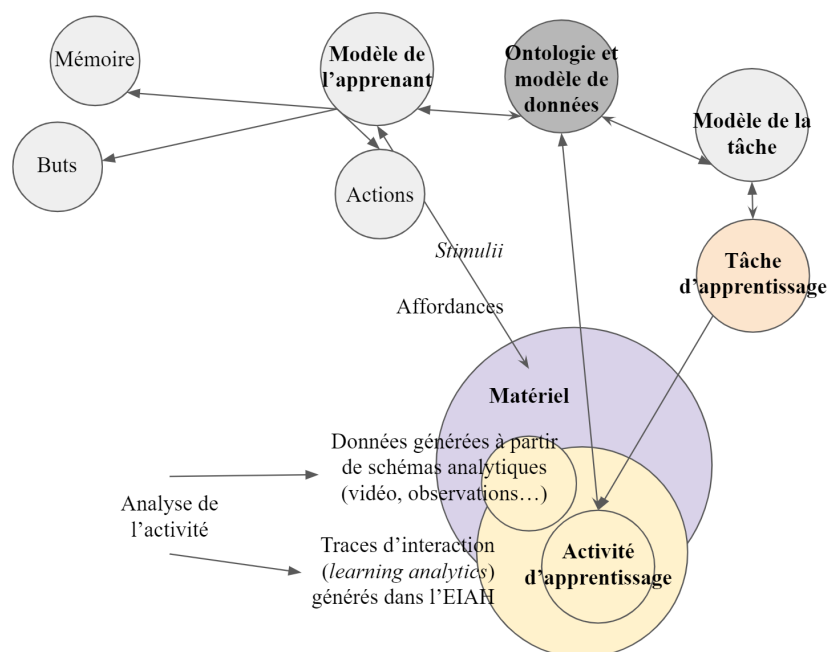 Mémoire
Modèle de
l'apprenant
Ontologie et
modèle de
données
Modèle de la
tâche
Buts
Actions
Stimulii
Tâche
d'apprentissage
Affordances
Matériel
Données générées à partir
de schémas analytiques
(vidéo, observations…)
Analyse de
l'activité
Traces d'interaction
(learning analytics)
générés dans l'EIAH
Activité
d'apprentissage